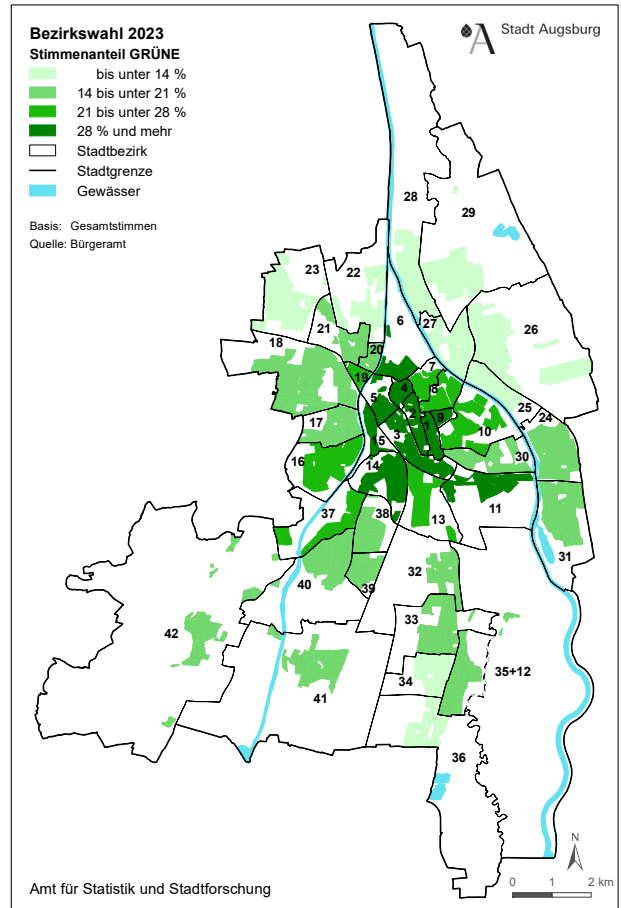 Bezirkswahl 2023
Stimmenanteil GRÜNE
bis unter 14 %
14 bis unter 21 %
21 bis unter 28 %
28 % und mehr
Stadtbezirk
Stadtgrenze
Gewässer
Basis: Gesamtstimmen
Quelle: Bürgeramt
Stadt Augsburg
28
29
23
22
6
27
26
21
18
20
7
19
4
8
5
25
2
9
24
17
1
10
3
15
30
16
14
11
37
38
13
31
32
40
39
33
42
35+12
34
41
36
N
0 1 2 km
Amt für Statistik und Stadtforschung